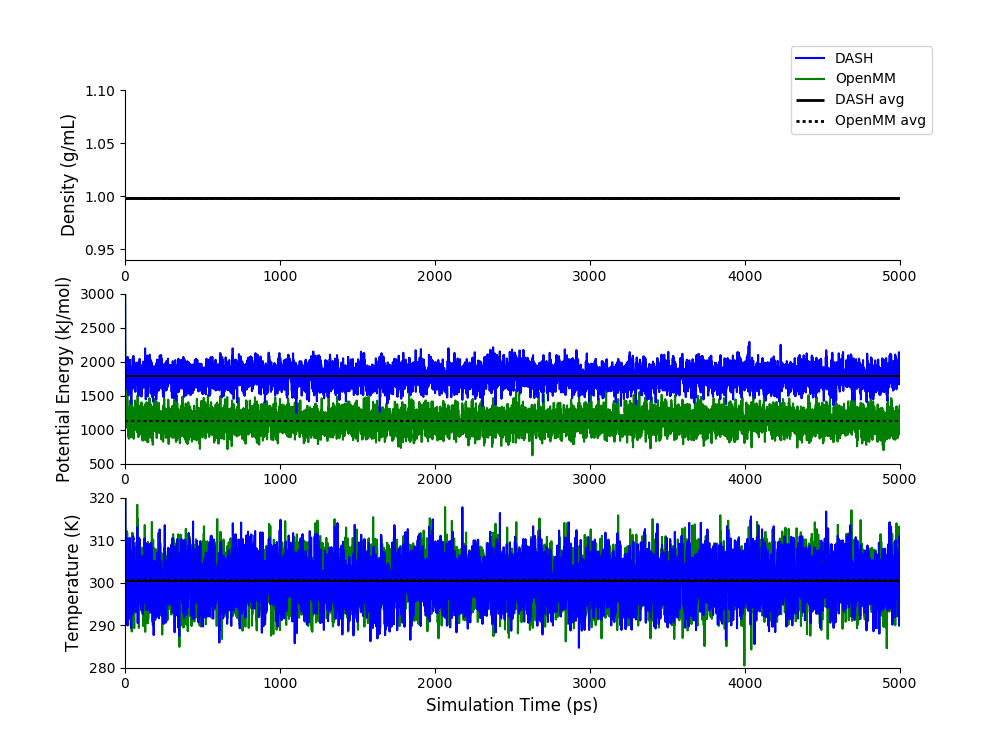 DASH
OpenMM
DASH avg
OpenMM avg
Density (g/mL)
1.10
1.05
1.00
0.95
0 1000 2000 3000 4000 5000
Potential Energy (kJ/mol)
3000
2500
2000
1500
1000
500
0 1000 2000 3000 4000 5000
Temperature (K)
320
310
300
290
280
0 1000 2000 3000 4000 5000
Simulation Time (ps)